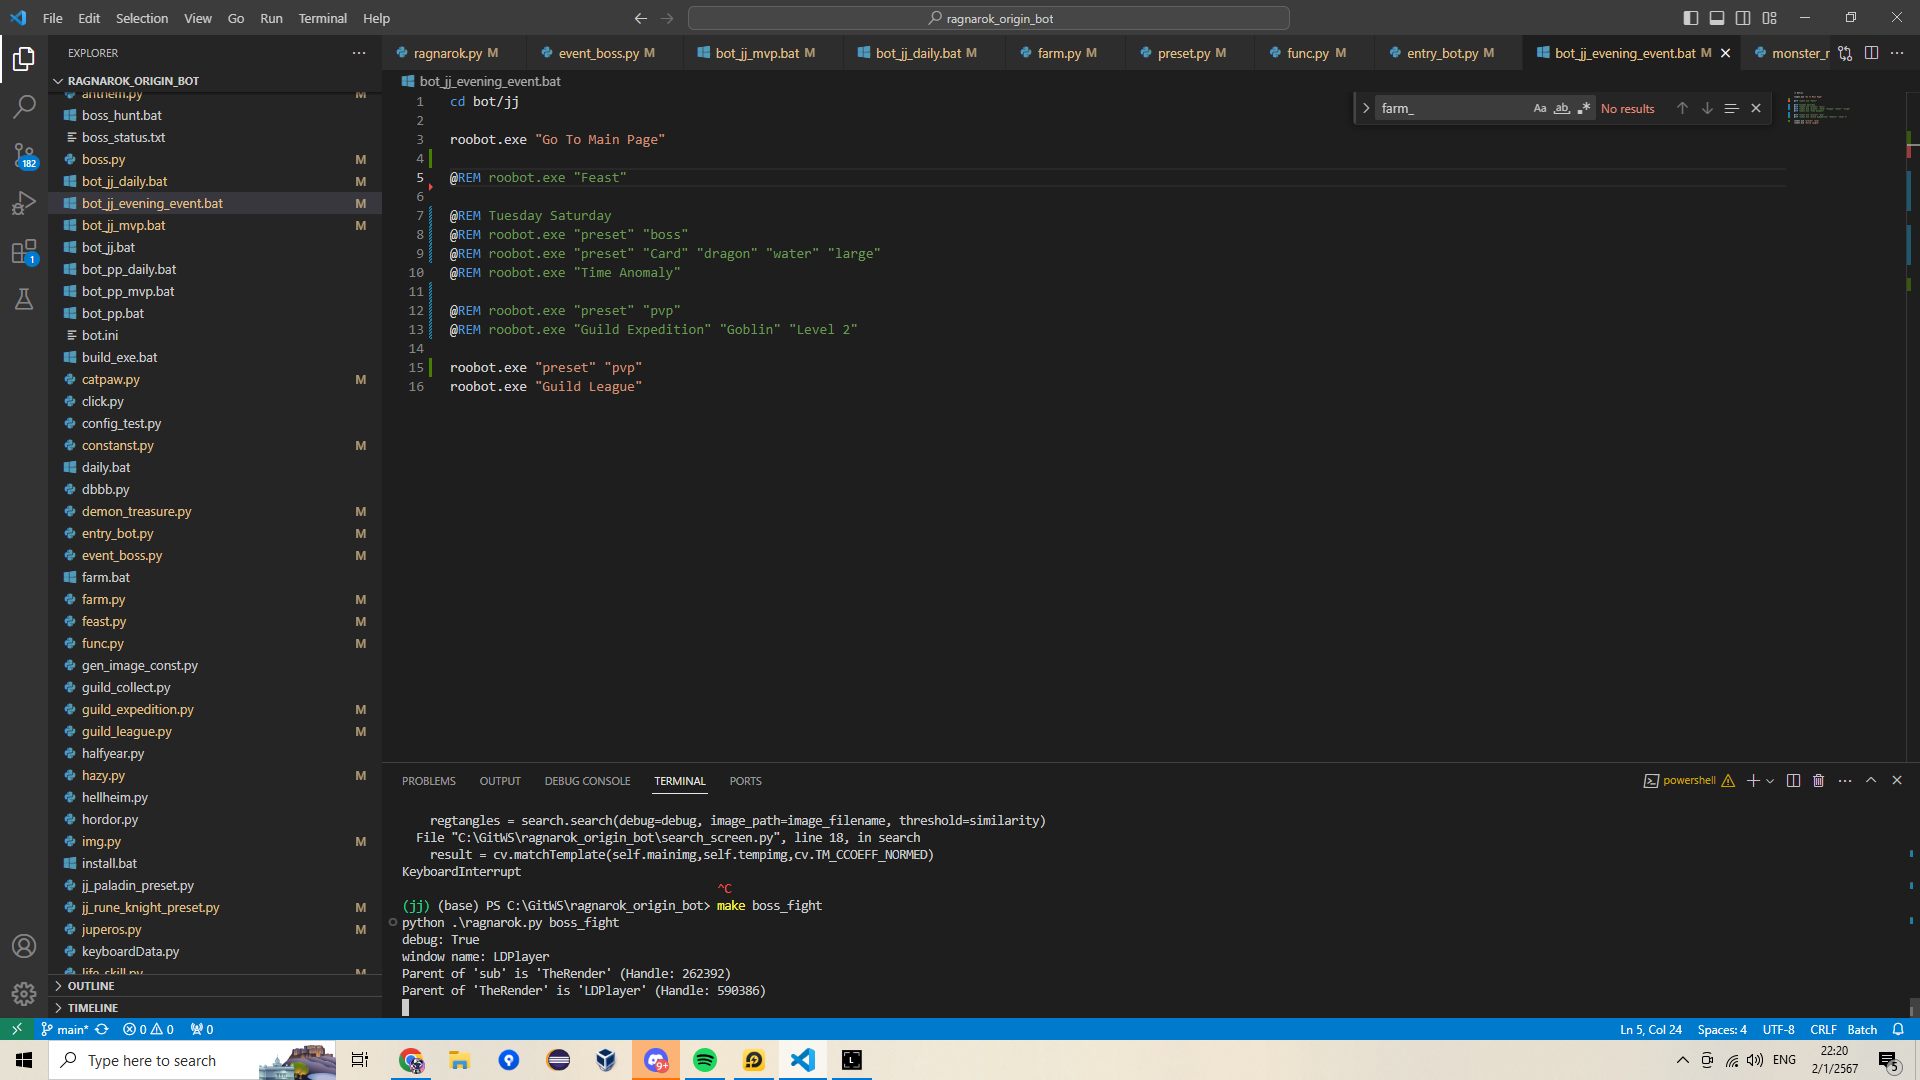 File Edit Selection View Go Run Terminal Help
ragnarok_origin_bot
EXPLORER
RAGNAROK_ORIGIN_BOT
anthem.py M
boss_hunt.bat
boss_status.txt
boss.py M
bot_jj_daily.bat M
bot_jj_evening_event.bat M
bot_jj_mvp.bat M
bot_jj.bat
bot_pp_daily.bat
bot_pp_mvp.bat
bot_pp.bat
bot.ini
build_exe.bat
catpaw.py M
click.py
config_test.py
constanst.py M
daily.bat
dbbb.py
demon_treasure.py M
entry_bot.py M
event_boss.py M
farm.bat
farm.py M
feast.py M
func.py M
gen_image_const.py
guild_collect.py
guild_expedition.py M
guild_league.py M
halfyear.py
hazy.py M
hellheim.py
hordor.py
img.py M
install.bat
jj_paladin_preset.py
jj_rune_knight_preset.py M
juperos.py M
keyboardData.py
life_skill.py M
OUTLINE
TIMELINE
182
1
ragnarok.py M event_boss.py M bot_jj_mvp.bat M bot_jj_daily.bat M farm.py M preset.py M func.py M entry_bot.py M bot_jj_evening_event.bat M monster_r
bot_jj_evening_event.bat
farm_ Aa ab No results
1 cd bot/jj
2
3 roobot.exe "Go To Main Page"
4
5 @REM roobot.exe "Feast"
6
7 @REM Tuesday Saturday
8 @REM roobot.exe "preset" "boss"
9 @REM roobot.exe "preset" "Card" "dragon" "water" "large"
10 @REM roobot.exe "Time Anomaly"
11
12 @REM roobot.exe "preset" "pvp"
13 @REM roobot.exe "Guild Expedition" "Goblin" "Level 2"
14
15 roobot.exe "preset" "pvp"
16 roobot.exe "Guild League"
PROBLEMS OUTPUT DEBUG CONSOLE TERMINAL PORTS
powershell
regtangles = search.search(debug=debug, image_path=image_filename, threshold=similarity)
File "C:\GitWS\ragnarok_origin_bot\search_screen.py", line 18, in search
result = cv.matchTemplate(self.mainimg,self.tempimg,cv.TM_CCOEFF_NORMED)
KeyboardInterrupt
^C
(jj) (base) PS C:\GitWS\ragnarok_origin_bot> make boss_fight
python .\ragnarok.py boss_fight
debug: True
window name: LDPlayer
Parent of 'sub' is 'TheRender' (Handle: 262392)
Parent of 'TheRender' is 'LDPlayer' (Handle: 590386)
main* 0 0 0
Ln 5, Col 24 Spaces: 4 UTF-8 CRLF Batch
Type here to search
9+
L
ENG
22:20
2/1/2567
5